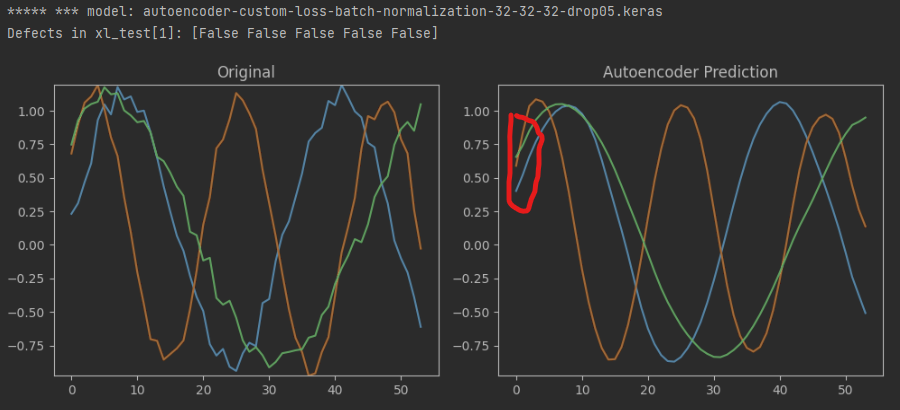 ***** *** model: autoencoder-custom-loss-batch-normalization-32-32-32-drop05.keras
Defects in xl_test[1]: [False False False False False]
Original
Autoencoder Prediction
1.00
0.75
0.50
0.25
0.00
−0.25
−0.50
−0.75
0 10 20 30 40 50
1.00
0.75
0.50
0.25
0.00
−0.25
−0.50
−0.75
0 10 20 30 40 50